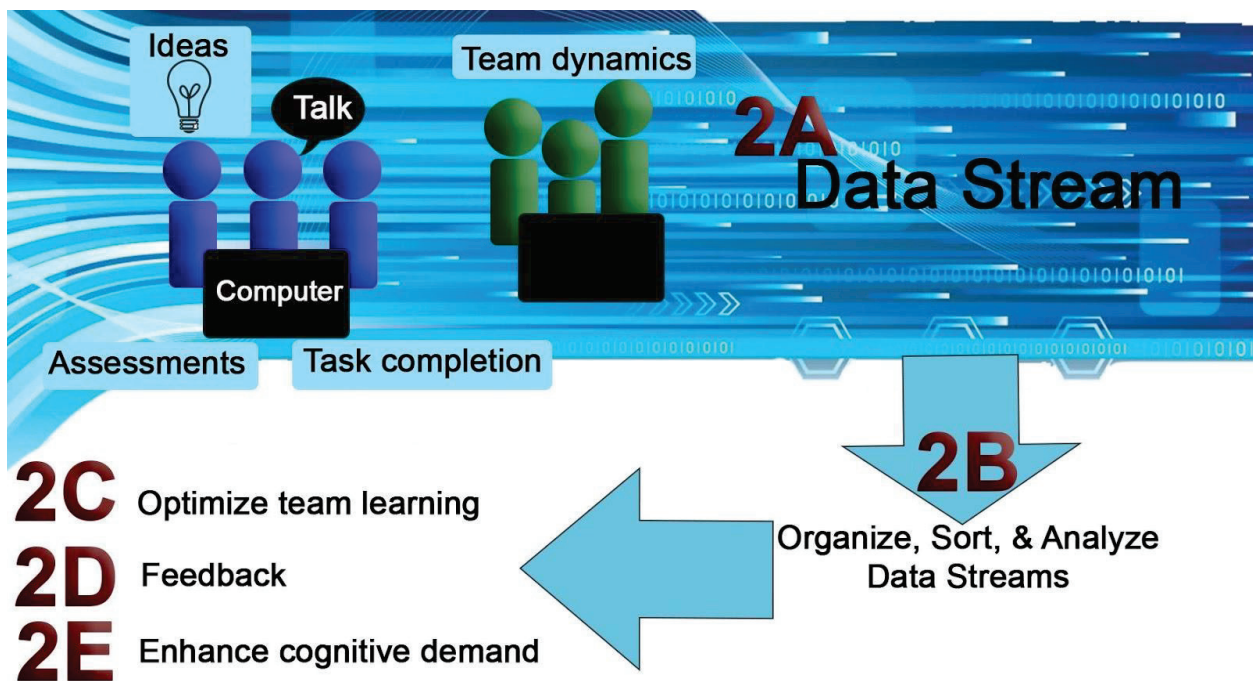 Ideas
Talk
Team dynamics
2A
Data Stream
Computer
Assessments
Task completion
2B
Organize, Sort, & Analyze
Data Streams
2C Optimize team learning
2D Feedback
2E Enhance cognitive demand